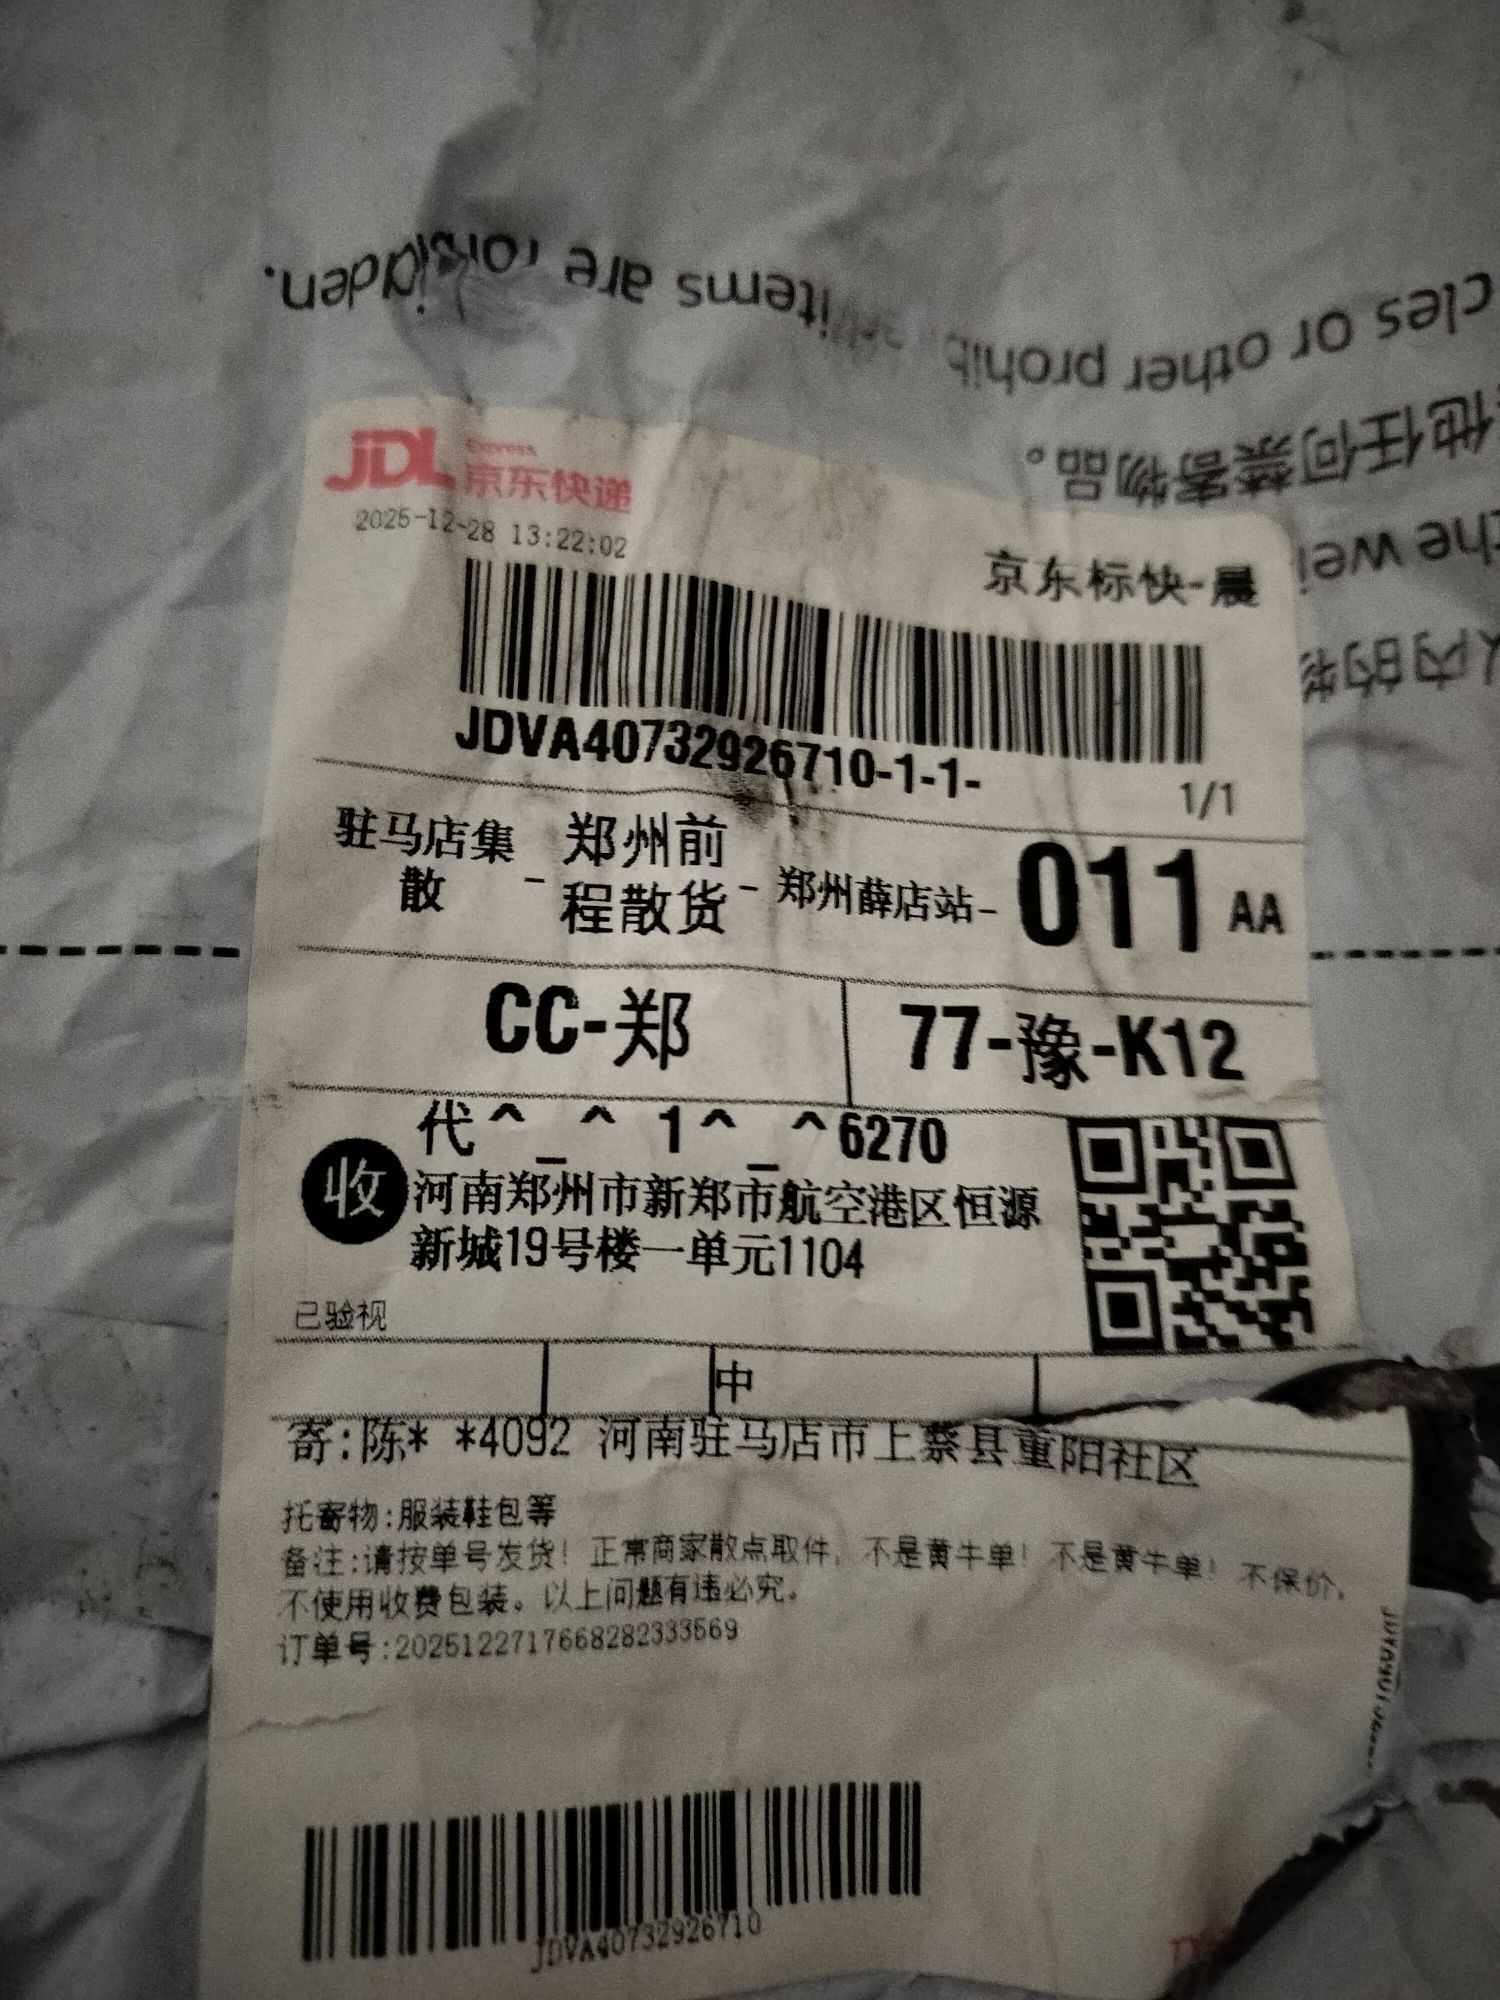 cles or other prohib items are forbidden.
他任何禁寄物品。
JDL Express
京东快递
2025-12-28 13:22:02
京东标快-晨
JDVA40732926710-1-1-
1/1
驻马店集散 - 郑州前程散货 - 郑州薛店站- 011 AA
CC-郑
77-豫-K12
代^_^ 1^_^6270
收 河南郑州市新郑市航空港区恒源
新城19号楼一单元1104
已验视
中
寄:陈* *4092 河南驻马店市上蔡县重阳社区
托寄物:服装鞋包等
备注:请按单号发货! 正常商家散点取件, 不是黄牛单! 不是黄牛单! 不保价,
不使用收费包装。以上问题有违必究。
订单号:2025122717668282333569
JDVA40732926710